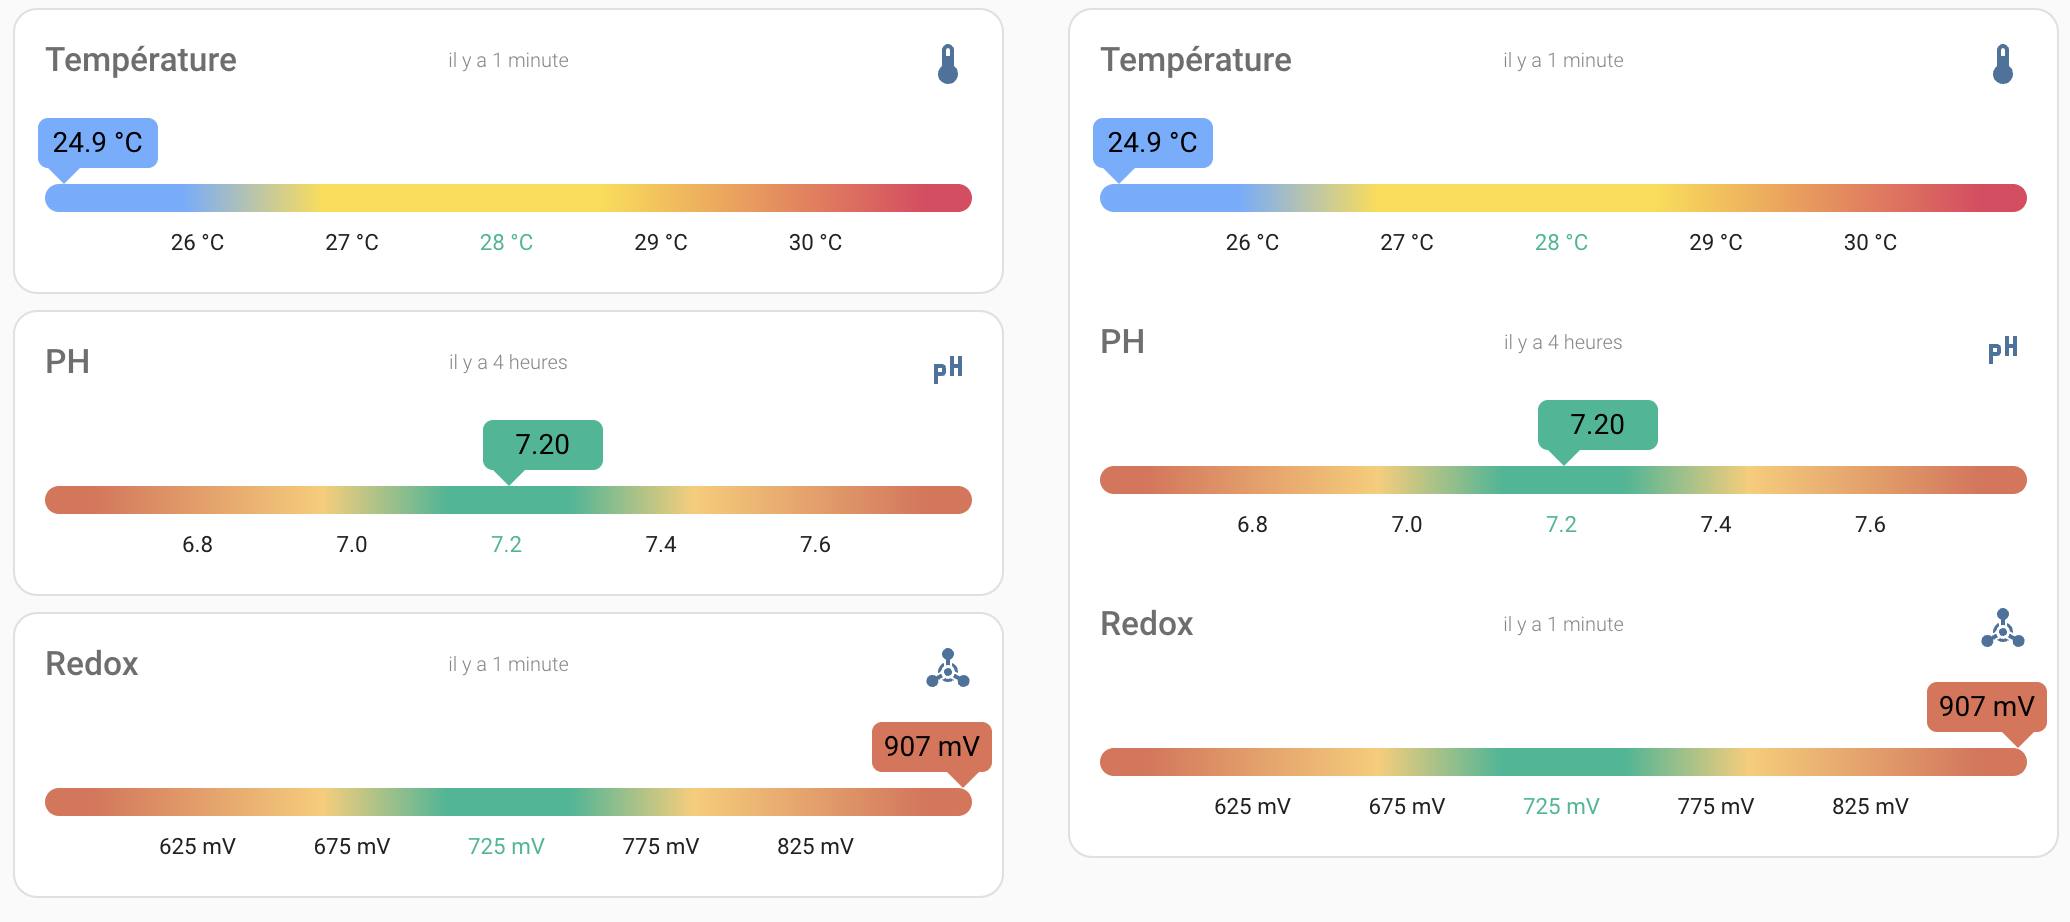 Température
il y a 1 minute
24.9 °C
26 °C 27 °C 28 °C 29 °C 30 °C
PH
il y a 4 heures
pH
7.20
6.8 7.0 7.2 7.4 7.6
Redox
il y a 1 minute
907 mV
625 mV 675 mV 725 mV 775 mV 825 mV
Température
il y a 1 minute
24.9 °C
26 °C 27 °C 28 °C 29 °C 30 °C
PH
il y a 4 heures
pH
7.20
6.8 7.0 7.2 7.4 7.6
Redox
il y a 1 minute
907 mV
625 mV 675 mV 725 mV 775 mV 825 mV